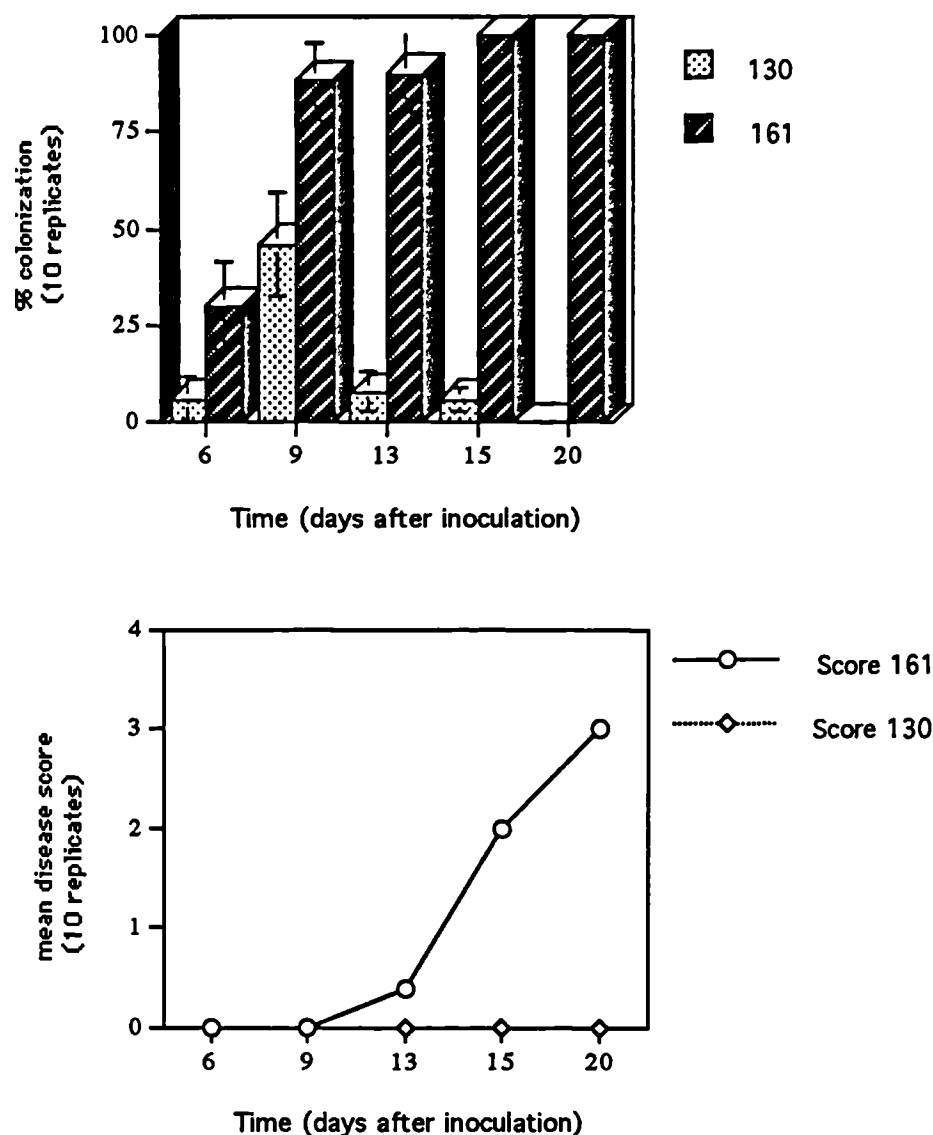 100
75
50
25
0
% colonization
(10 replicates)
6 9 13 15 20
Time (days after inoculation)
130
161
4
3
2
1
0
mean disease score
(10 replicates)
6 9 13 15 20
Time (days after inoculation)
Score 161
Score 130